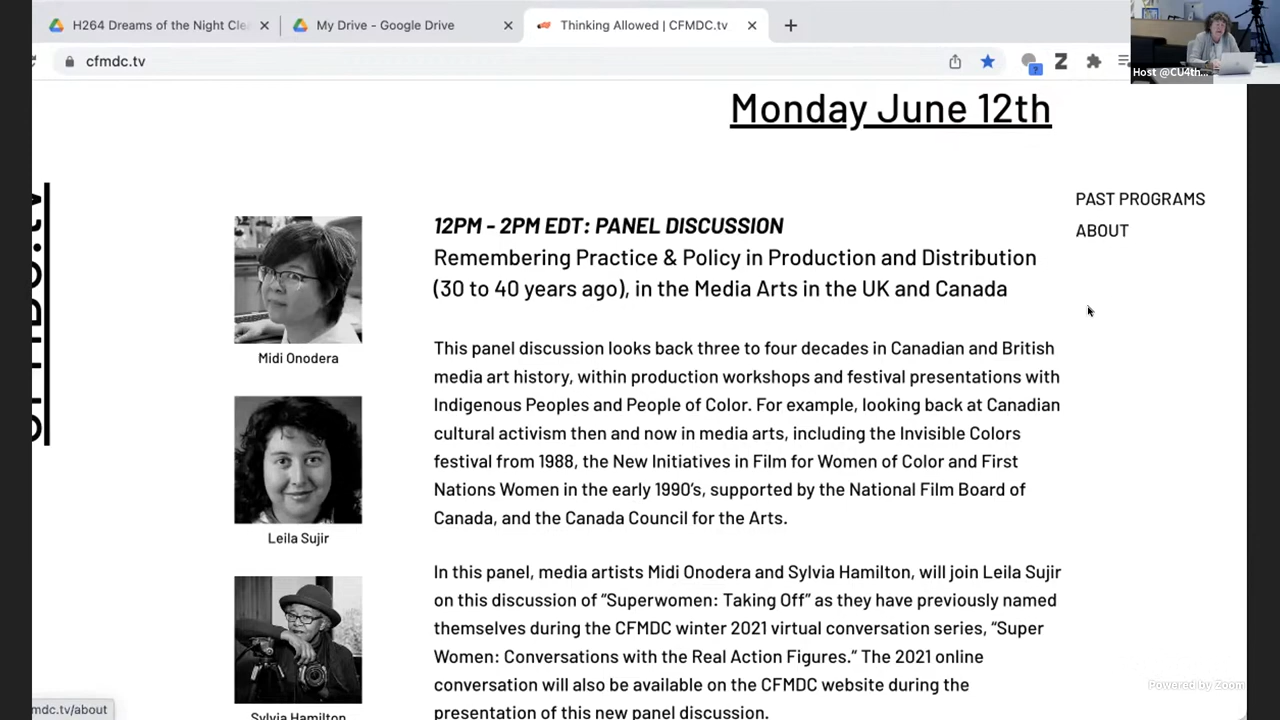 H264 Dreams of the Night Cle
My Drive - Google Drive
Thinking Allowed | CFMDC.tv
cfmdc.tv
Host @CU4th...
Monday June 12th
PAST PROGRAMS
ABOUT
12PM - 2PM EDT: PANEL DISCUSSION
Remembering Practice & Policy in Production and Distribution
(30 to 40 years ago), in the Media Arts in the UK and Canada
Midi Onodera
This panel discussion looks back three to four decades in Canadian and British
media art history, within production workshops and festival presentations with
Indigenous Peoples and People of Color. For example, looking back at Canadian
cultural activism then and now in media arts, including the Invisible Colors
festival from 1988, the New Initiatives in Film for Women of Color and First
Nations Women in the early 1990's, supported by the National Film Board of
Canada, and the Canada Council for the Arts.
Leila Sujir
In this panel, media artists Midi Onodera and Sylvia Hamilton, will join Leila Sujir
on this discussion of "Superwomen: Taking Off" as they have previously named
themselves during the CFMDC winter 2021 virtual conversation series, "Super
Women: Conversations with the Real Action Figures." The 2021 online
conversation will also be available on the CFMDC website during the
presentation of this new panel discussion.
Sylvia Hamilton
mdc.tv/about
Powered by Zoom